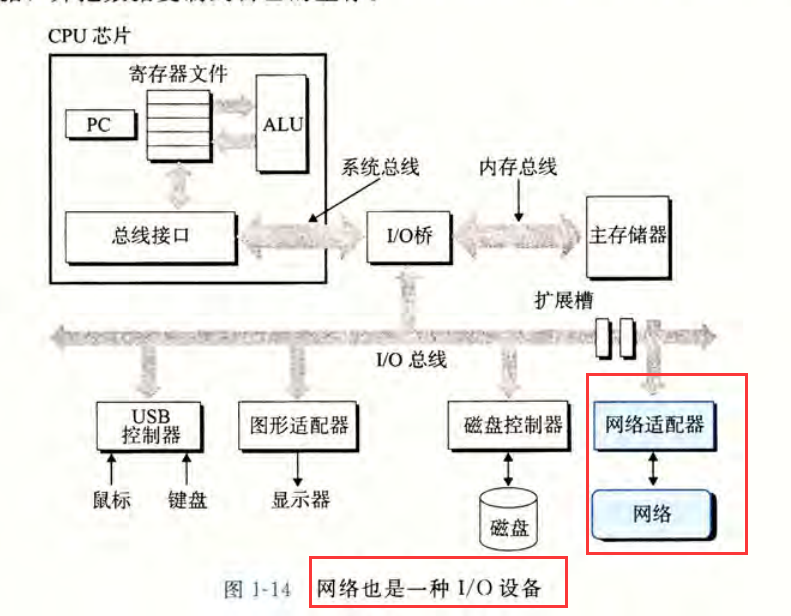 CPU 芯片
寄存器文件
PC
ALU
系统总线
内存总线
总线接口
I/O桥
主存储器
扩展槽
I/O 总线
USB
控制器
图形适配器
磁盘控制器
网络适配器
鼠标
键盘
显示器
磁盘
网络
图 1-14 网络也是一种 I/O 设备